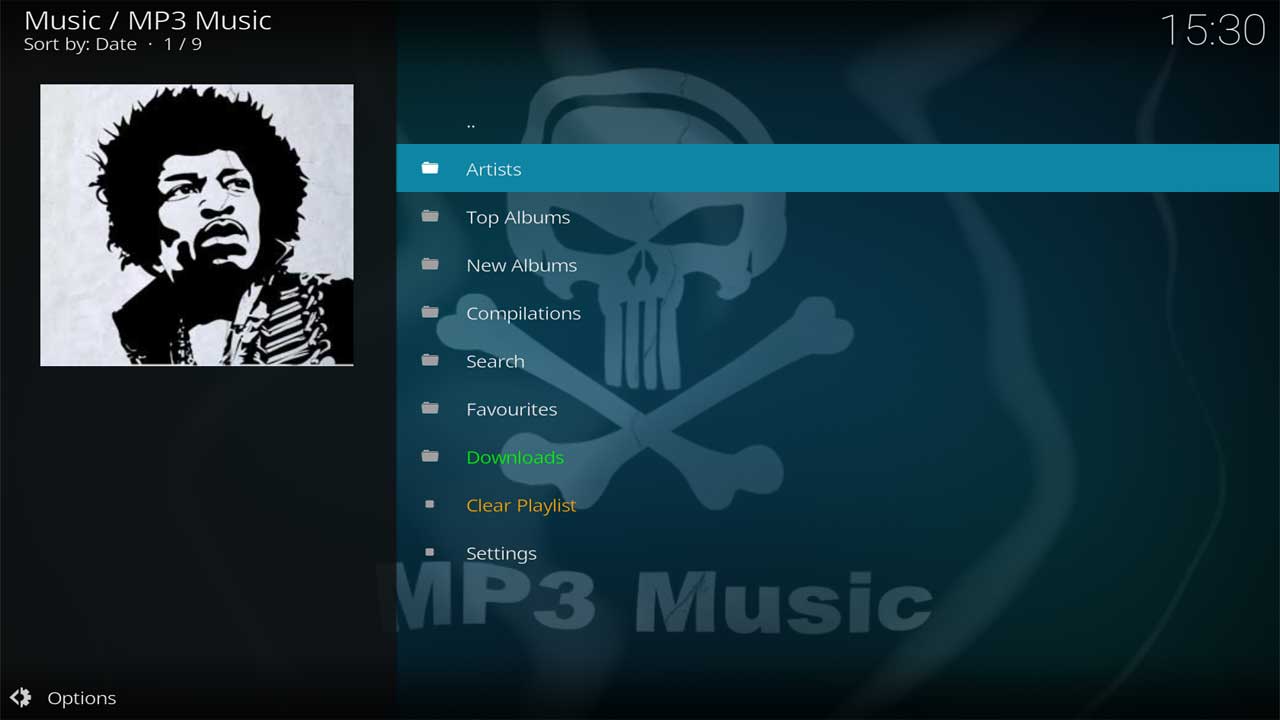 Music / MP3 Music
Sort by: Date · 1 / 9
15:30
..
Artists
Top Albums
New Albums
Compilations
Search
Favourites
Downloads
Clear Playlist
Settings
MP3 Music
Options